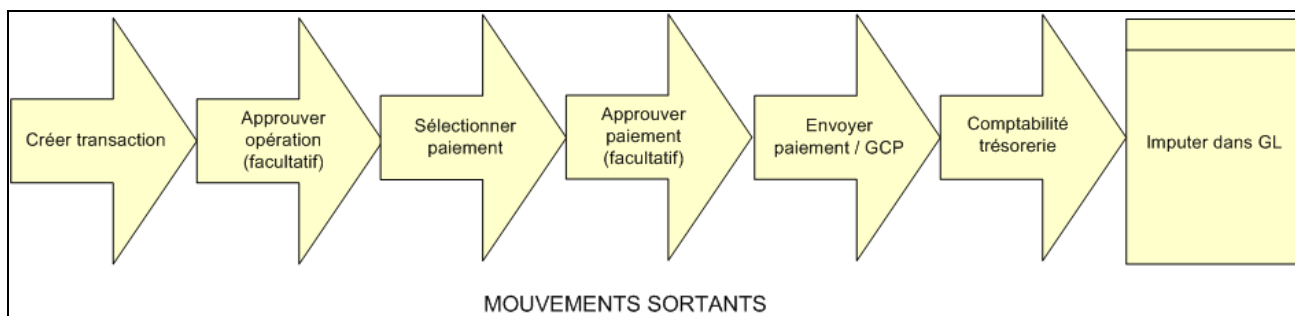 Créer transaction
Approuver
opération
(facultatif)
Sélectionner
paiement
Approuver
paiement
(facultatif)
Envoyer
paiement / GCP
Comptabilité
trésorerie
Imputer dans GL
MOUVEMENTS SORTANTS